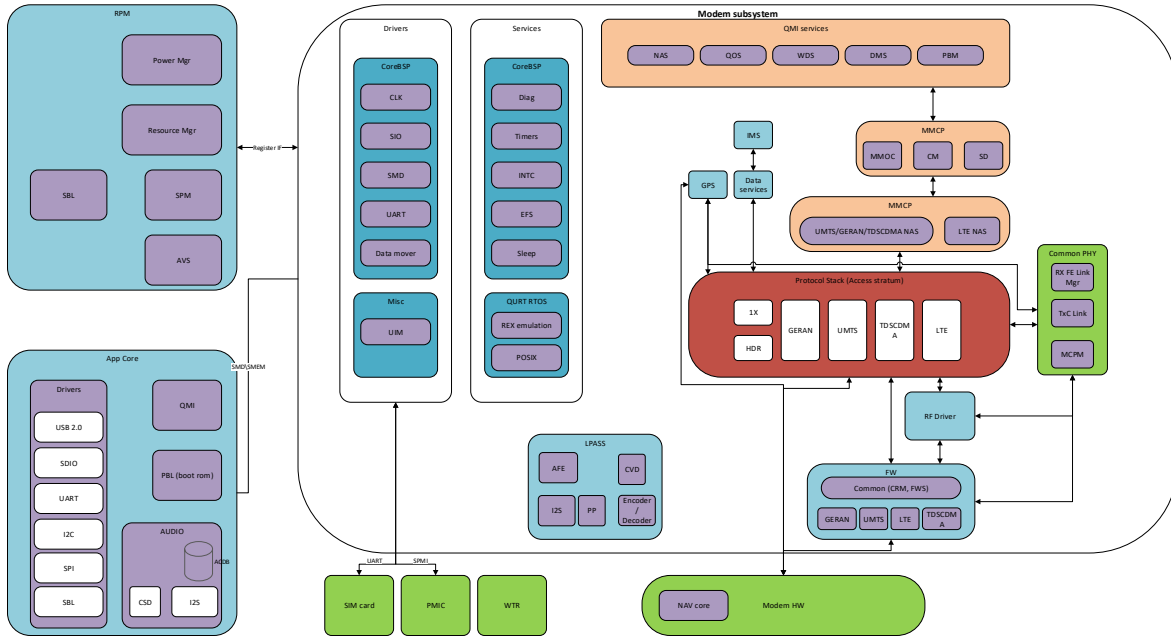 RPM
Power Mgr
Resource Mgr
SBL
SPM
AVS
Register IF
App Core
Drivers
USB 2.0
SDIO
UART
I2C
SPI
SBL
QMI
PBL (boot rom)
AUDIO
ACDB
CSD
I2S
SMD\SMEM
Modem subsystem
Drivers
CoreBSP
CLK
SIO
SMD
UART
Data mover
Misc
UIM
Services
CoreBSP
Diag
Timers
INTC
EFS
Sleep
QURT RTOS
REX emulation
POSIX
QMI services
NAS
QOS
WDS
DMS
PBM
MMCP
MMOC
CM
SD
IMS
GPS
Data
services
MMCP
UMTS/GERAN/TDSCDMA NAS
LTE NAS
Common PHY
RX FE Link
Mgr
TxC Link
MCPM
Protocol Stack (Access stratum)
1X
HDR
GERAN
UMTS
TDSCDM
A
LTE
RF Driver
LPASS
AFE
CVD
I2S
PP
Encoder
/
Decoder
FW
Common (CRM, FWS)
GERAN
UMTS
LTE
TDSCDM
A
UART
SPMI
SIM card
PMIC
WTR
NAV core
Modem HW